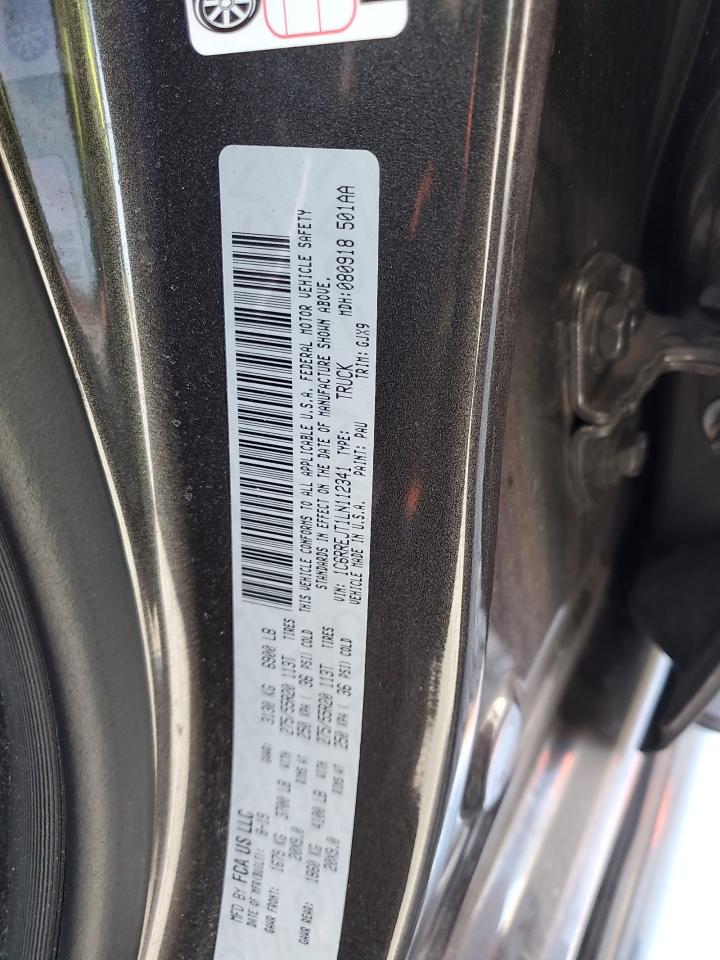 MFD BY FCA US LLC
DATE OF MFR(BUILT): 8-19 GVWR: 3130 KG 6900 LB
GAWR FRONT: 1679 KG 3700 LB WITH 275/55R20 113T TIRES
20X9.0 RIMS AT 250 KPA ( 36 PSI) COLD
GAWR REAR: 1860 KG 4100 LB WITH 275/55R20 113T TIRES
20X9.0 RIMS AT 250 KPA ( 36 PSI) COLD
THIS VEHICLE CONFORMS TO ALL APPLICABLE U.S.A. FEDERAL MOTOR VEHICLE SAFETY
STANDARDS IN EFFECT ON THE DATE OF MANUFACTURE SHOWN ABOVE.
VIN: 1C6RREJT1LN112341 TYPE: TRUCK MDH:080918 501AA
VEHICLE MADE IN U.S.A. PAINT: PAU TRIM: GJX9